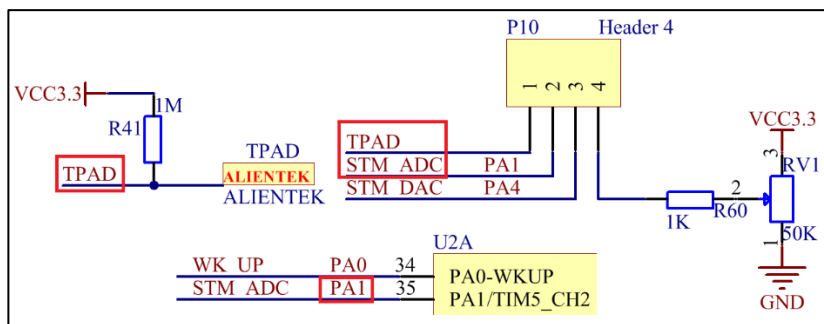 P10 Header 4
VCC3.3
1M
R41
TPAD
TPAD
ALIENTEK
ALIENTEK
1 2 3 4
TPAD
STM_ADC PA1
STM_DAC PA4
VCC3.3
3
RV1
2
R60
1K
50K
1
GND
U2A
WK_UP PA0 34 PA0-WKUP
STM_ADC PA1 35 PA1/TIM5_CH2